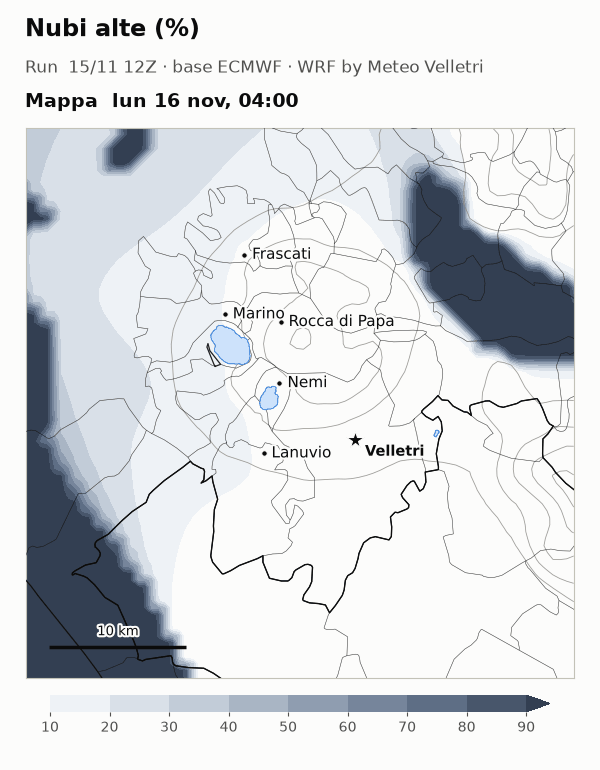 Nubi alte (%)
Run  15/11 12Z · base ECMWF · WRF by Meteo Velletri
Mappa  lun 16 nov, 04:00
Frascati
Marino
Rocca di Papa
Nemi
Velletri
Lanuvio
10 km
10 20 30 40 50 60 70 80 90